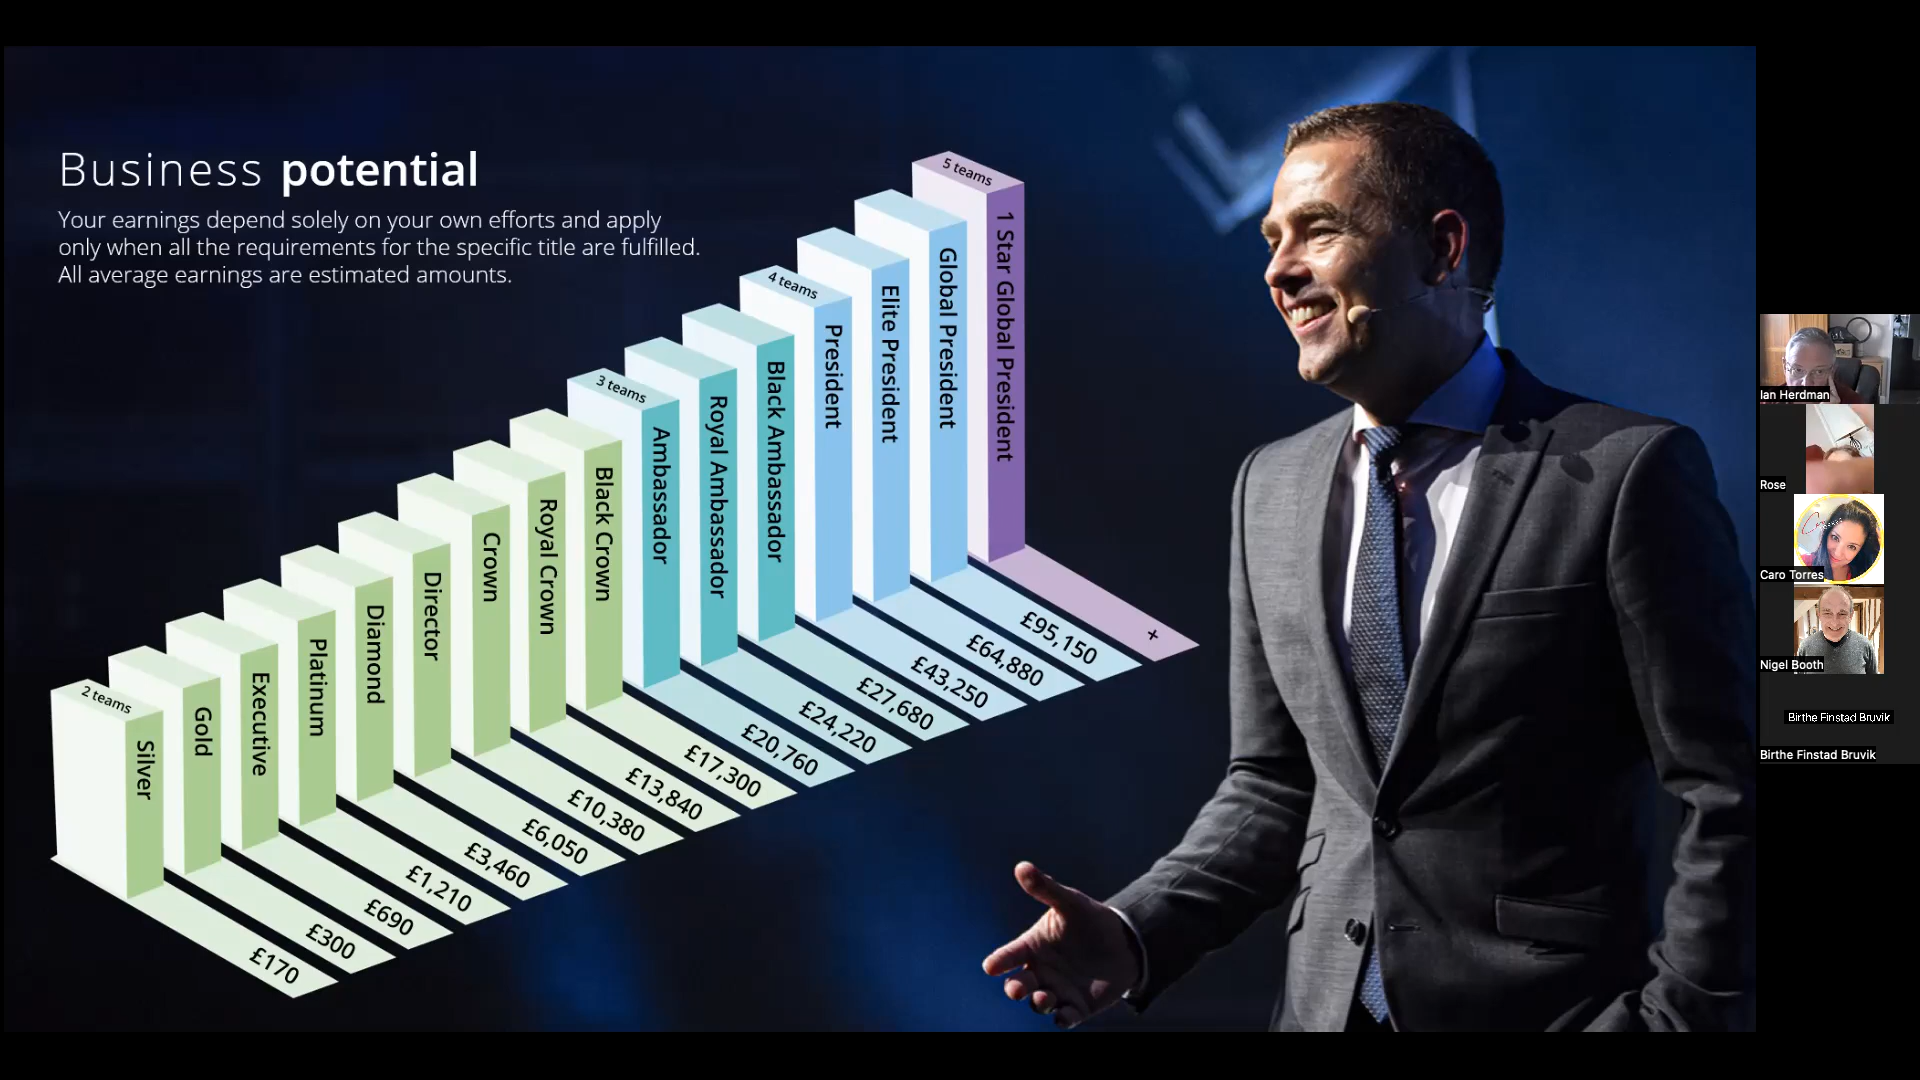 Business potential
Your earnings depend solely on your own efforts and apply
only when all the requirements for the specific title are fulfilled.
All average earnings are estimated amounts.
2 teams
Silver
£170
Gold
£300
Executive
£690
Platinum
£1,210
Diamond
£3,460
Director
£6,050
Crown
£10,380
Royal Crown
£13,840
Black Crown
£17,300
3 teams
Ambassador
£20,760
Royal Ambassador
£24,220
Black Ambassador
£27,680
4 teams
President
£43,250
Elite President
£64,880
Global President
£95,150
5 teams
1 Star Global President
+
Ian Herdman
Rose
Caro Torres
Nigel Booth
Birthe Finstad Bruvik
Birthe Finstad Bruvik